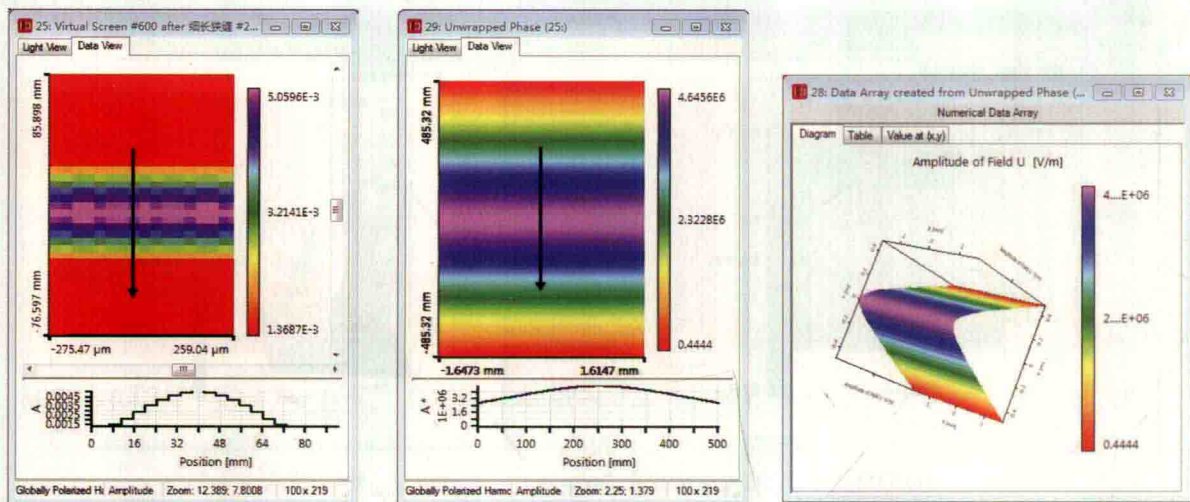 25: Virtual Screen #600 after 细长狭缝 #2...
Light View Data View
85.898 mm
-76.597 mm
5.0596E-3
3.2141E-3
1.3687E-3
-275.47 μm 259.04 μm
A
0.0045
0.0035
0.0025
0.0015
0 16 32 48 64 80
Position [mm]
Globally Polarized Ha Amplitude Zoom: 12.389; 7.8008 100 x 219
29: Unwrapped Phase (25:)
Light View Data View
485.32 mm
-485.32 mm
4.6456E6
2.3228E6
0.4444
-1.6473 mm 1.6147 mm
A *
1E+06
3.2
1.6
0 100 200 300 400 500
Position [mm]
Globally Polarized Harmc Amplitude Zoom: 2.25; 1.379 100 x 219
28: Data Array created from Unwrapped Phase (...
Numerical Data Array
Diagram Table Value at (x,y)
Amplitude of Field U [V/m]
4....E+06
2....E+06
0.4444